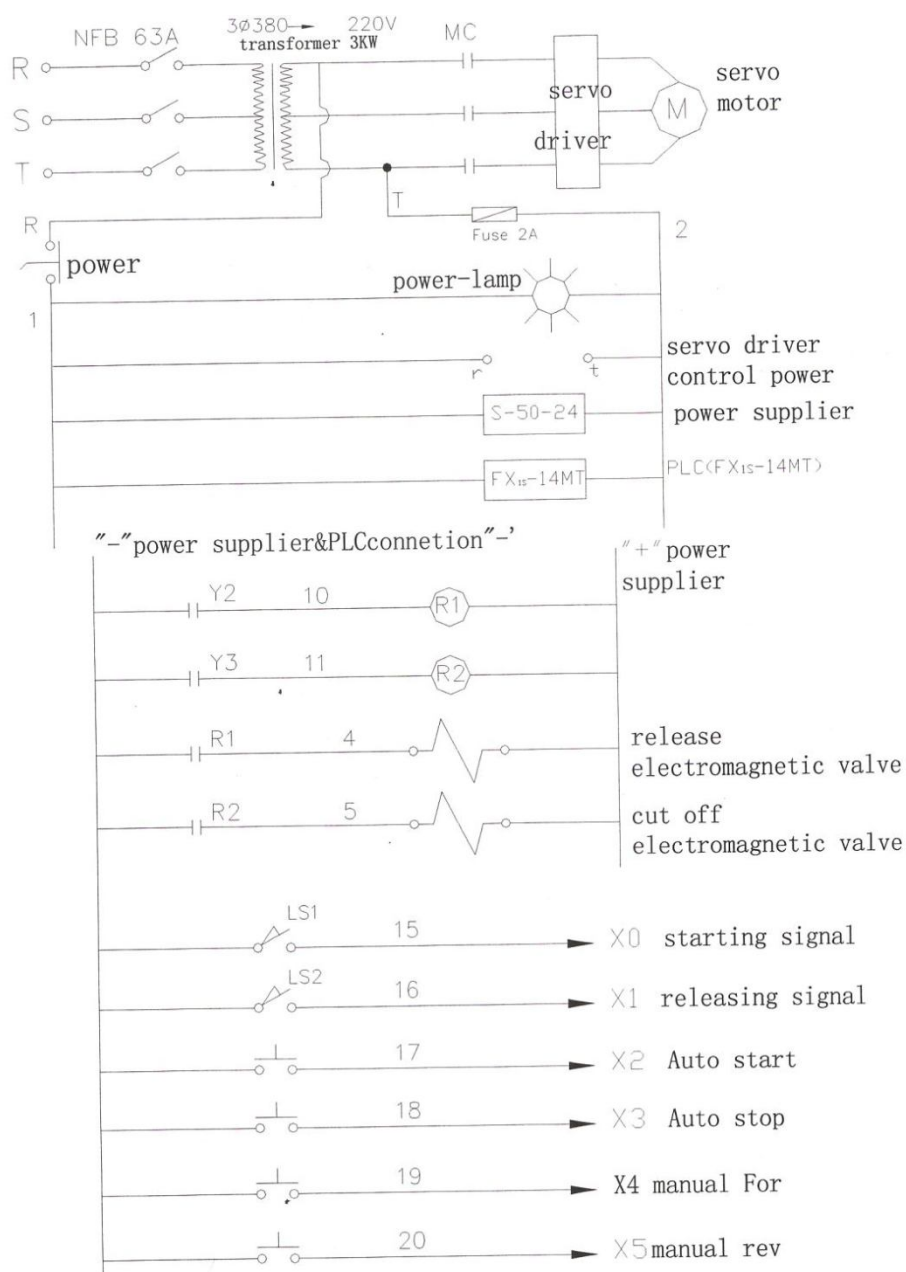 NFB 63A
3Ø380 220V
transformer 3KW
MC
R
S
T
servo
driver
M
servo
motor
R
T
Fuse 2A
2
power
1
power-lamp
r
t
servo driver
control power
S-50-24
power supplier
FX1s-14MT
PLC(FX1s-14MT)
"-"power supplier&PLCconnetion"-'
"+"power
supplier
Y2 10 R1
Y3 11 R2
R1 4
release
electromagnetic valve
R2 5
cut off
electromagnetic valve
LS1 15 X0 starting signal
LS2 16 X1 releasing signal
17 X2 Auto start
18 X3 Auto stop
19 X4 manual For
20 X5 manual rev